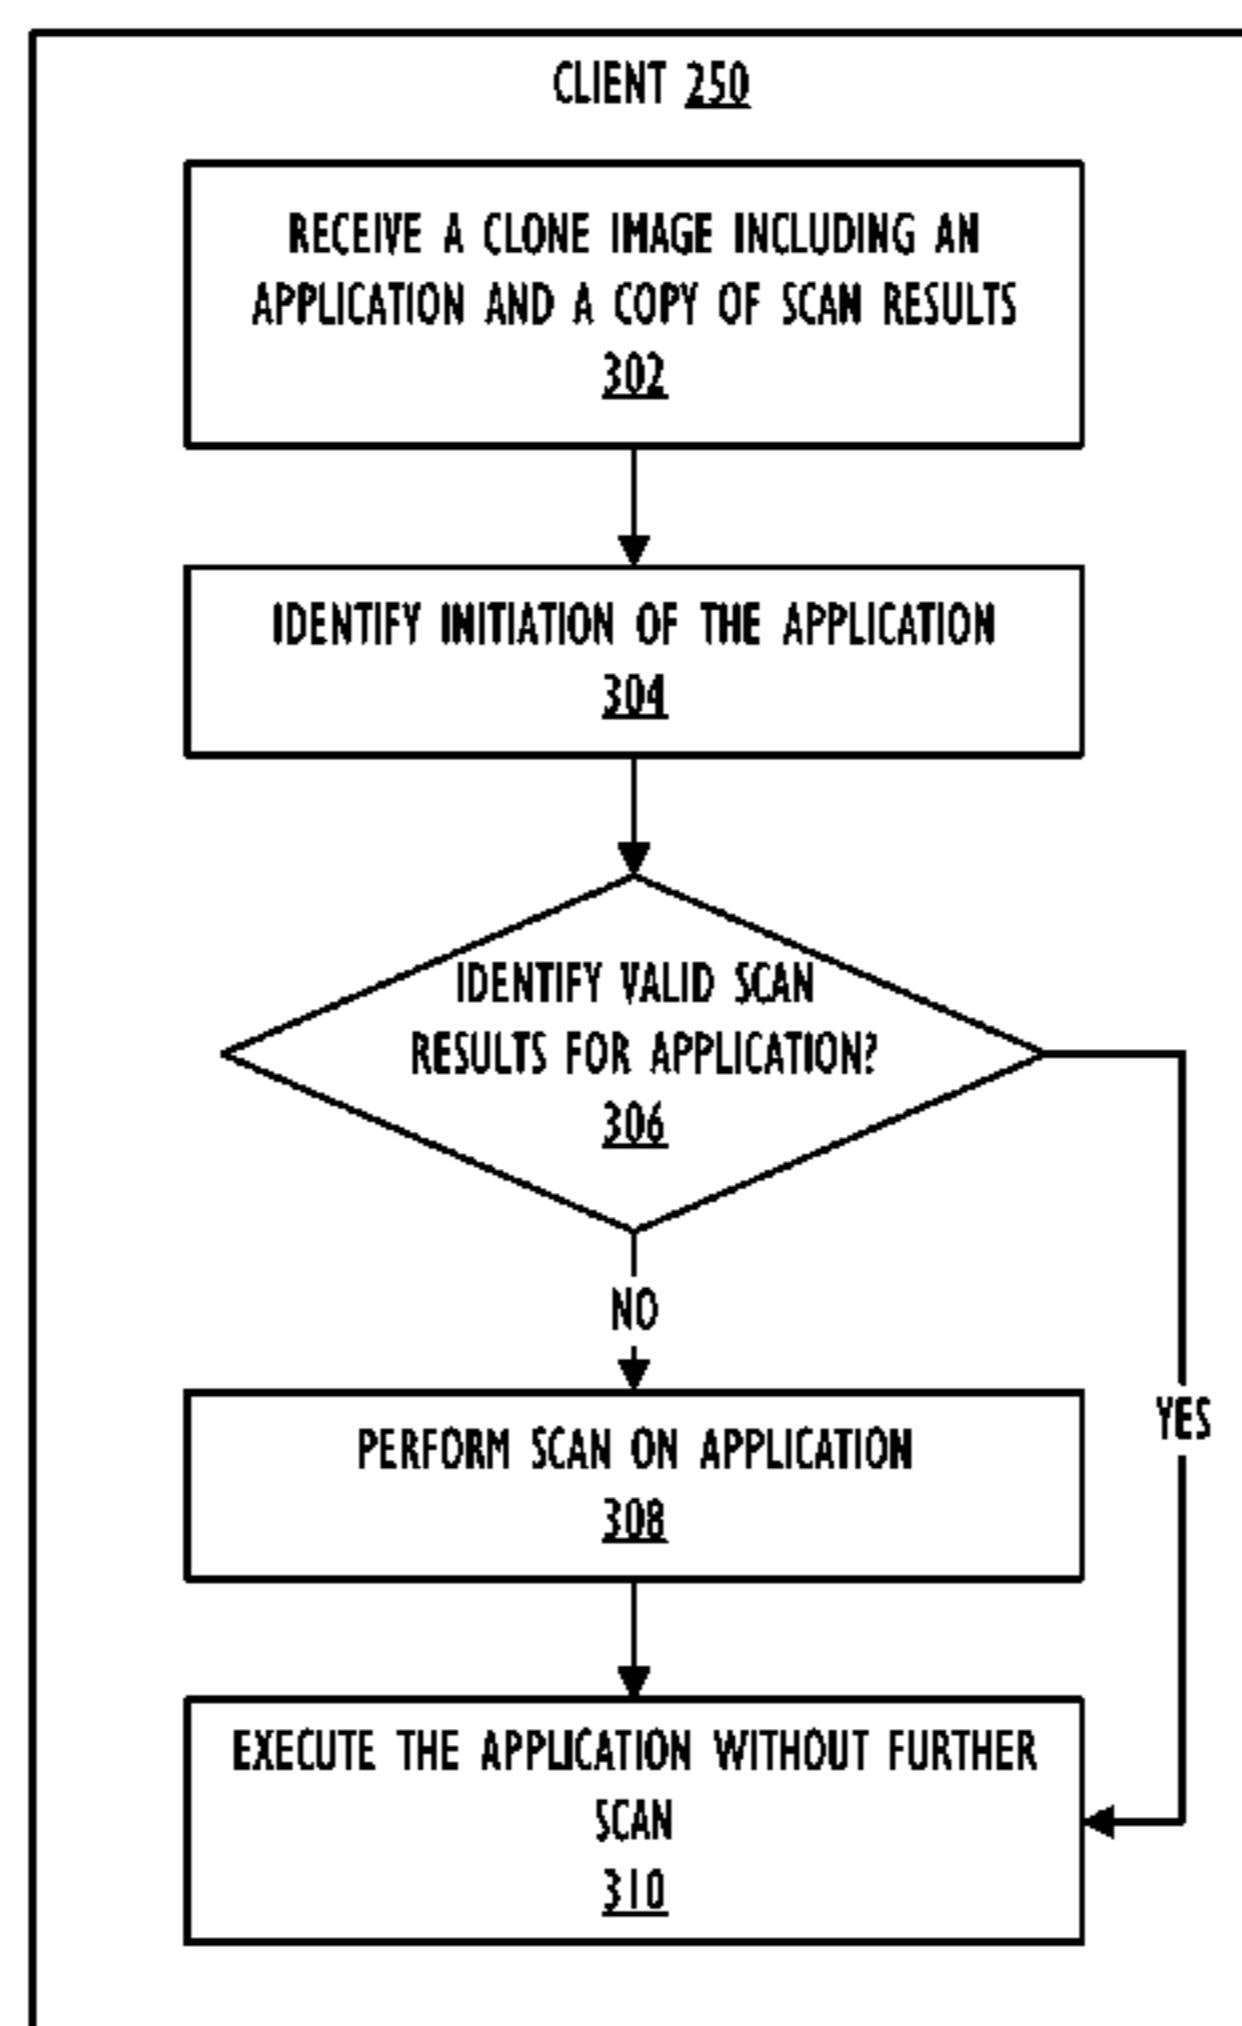 CLIENT 250
RECEIVE A CLONE IMAGE INCLUDING AN
APPLICATION AND A COPY OF SCAN RESULTS
302
IDENTIFY INITIATION OF THE APPLICATION
304
IDENTIFY VALID SCAN
RESULTS FOR APPLICATION?
306
NO
YES
PERFORM SCAN ON APPLICATION
308
EXECUTE THE APPLICATION WITHOUT FURTHER
SCAN
310